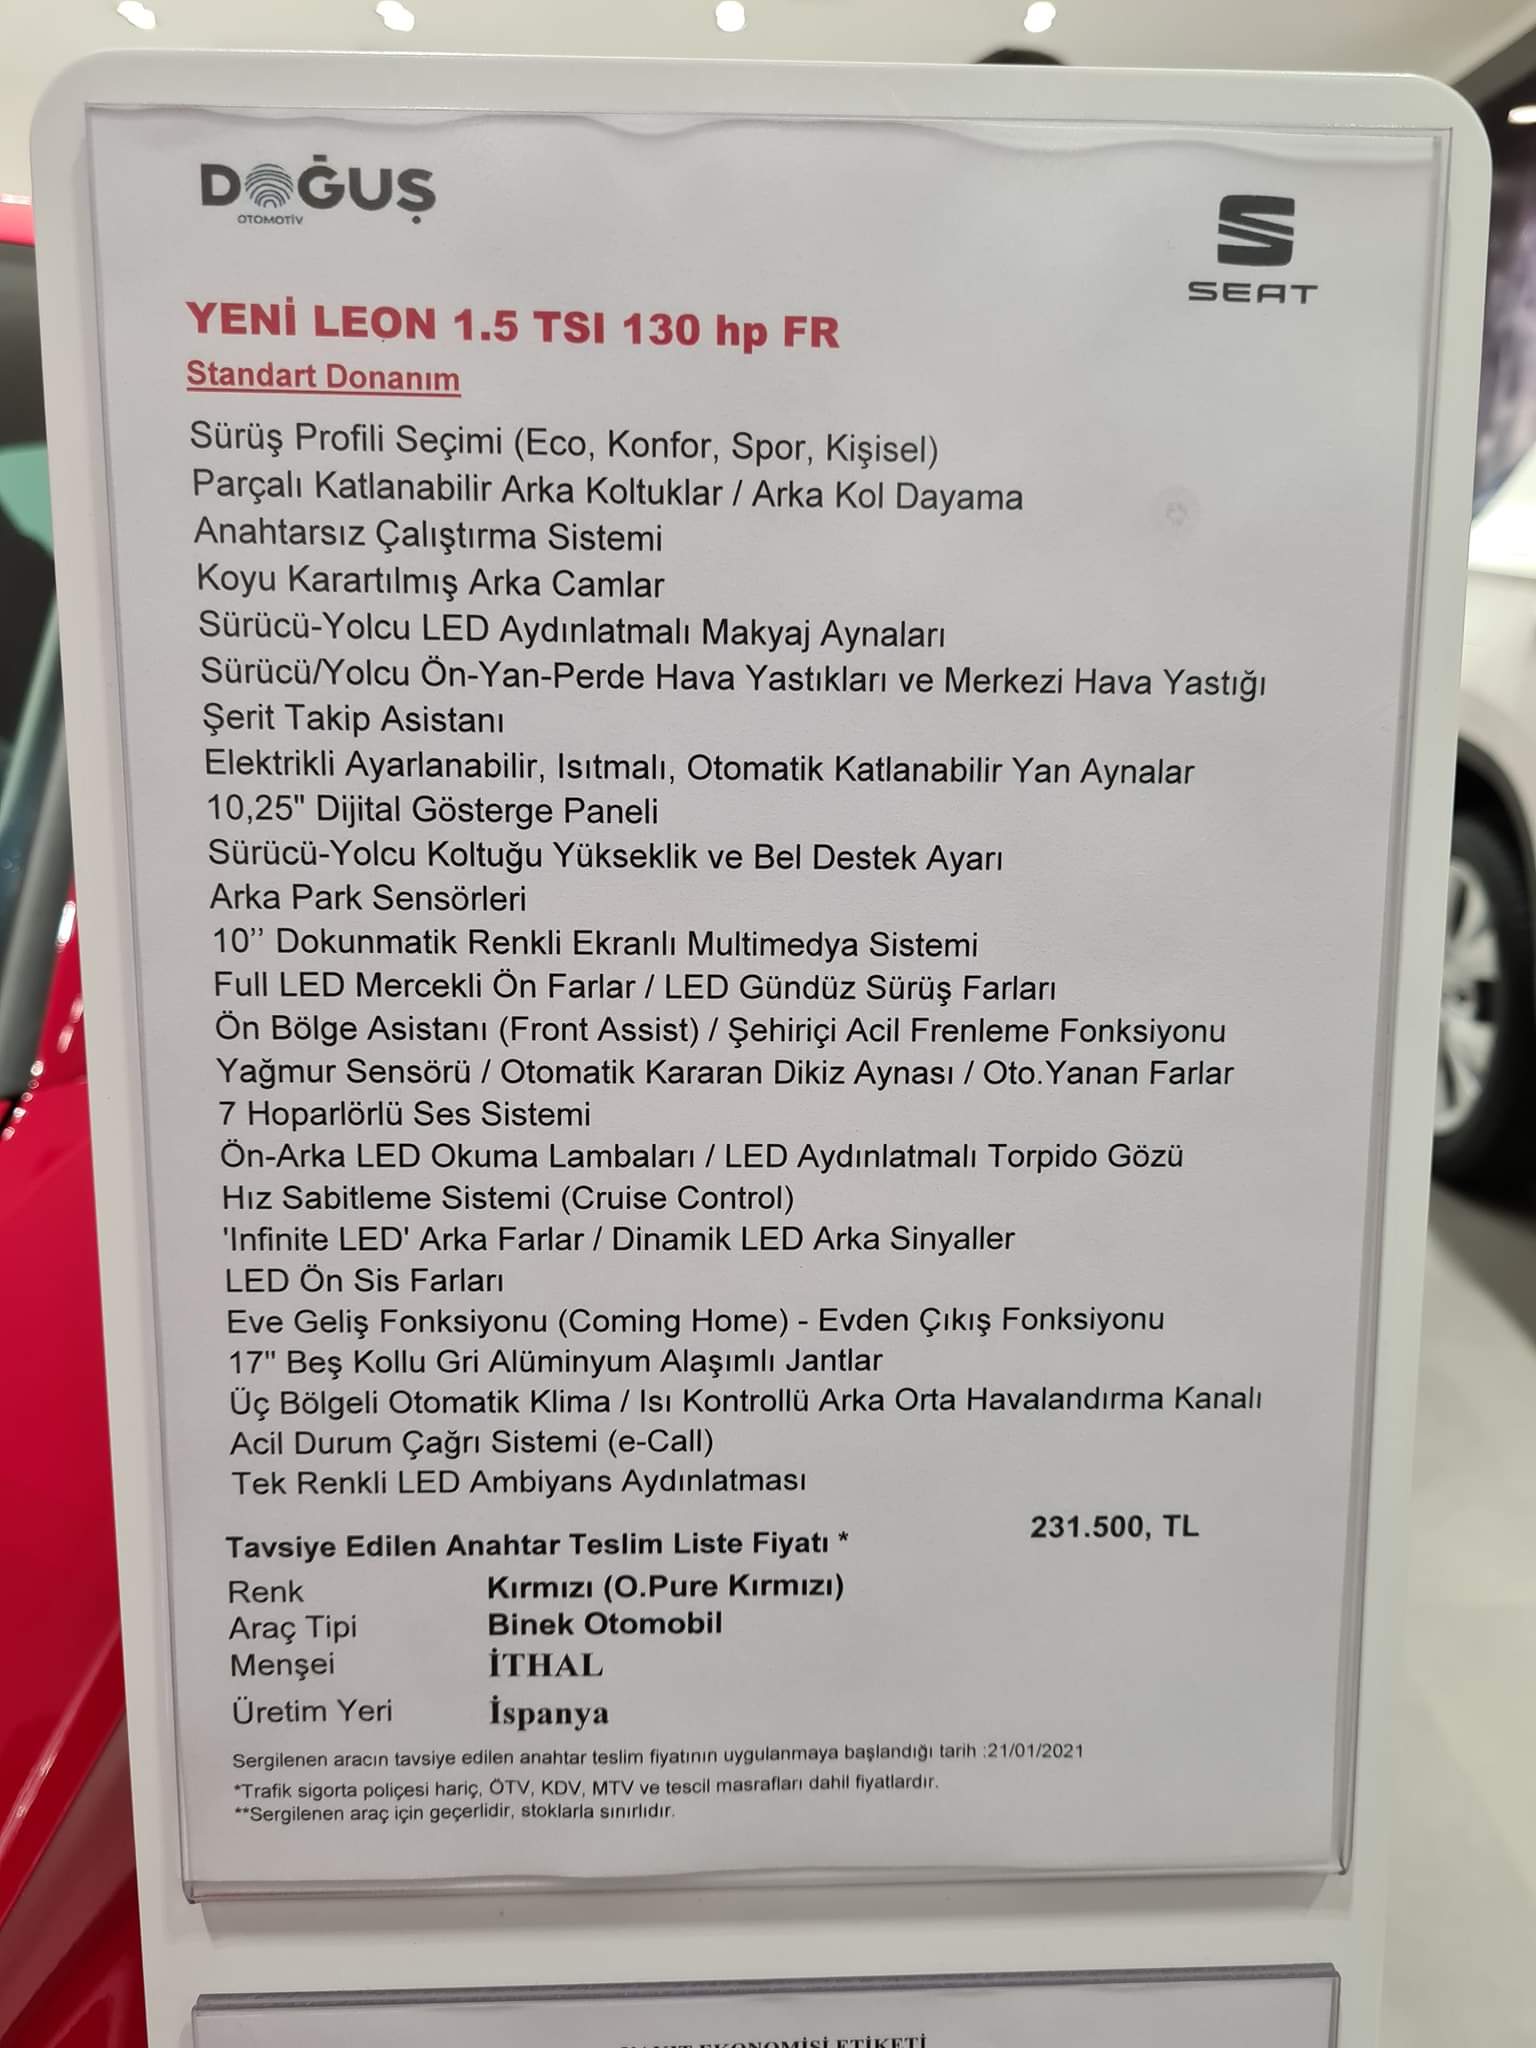 DOĞUŞ
OTOMOTİV
SEAT
YENİ LEON 1.5 TSI 130 hp FR
Standart Donanım
Sürüş Profili Seçimi (Eco, Konfor, Spor, Kişisel)
Parçalı Katlanabilir Arka Koltuklar / Arka Kol Dayama
Anahtarsız Çalıştırma Sistemi
Koyu Karartılmış Arka Camlar
Sürücü-Yolcu LED Aydınlatmalı Makyaj Aynaları
Sürücü/Yolcu Ön-Yan-Perde Hava Yastıkları ve Merkezi Hava Yastığı
Şerit Takip Asistanı
Elektrikli Ayarlanabilir, Isıtmalı, Otomatik Katlanabilir Yan Aynalar
10,25" Dijital Gösterge Paneli
Sürücü-Yolcu Koltuğu Yükseklik ve Bel Destek Ayarı
Arka Park Sensörleri
10’’ Dokunmatik Renkli Ekranlı Multimedya Sistemi
Full LED Mercekli Ön Farlar / LED Gündüz Sürüş Farları
Ön Bölge Asistanı (Front Assist) / Şehiriçi Acil Frenleme Fonksiyonu
Yağmur Sensörü / Otomatik Kararan Dikiz Aynası / Oto.Yanan Farlar
7 Hoparlörlü Ses Sistemi
Ön-Arka LED Okuma Lambaları / LED Aydınlatmalı Torpido Gözü
Hız Sabitleme Sistemi (Cruise Control)
'Infinite LED' Arka Farlar / Dinamik LED Arka Sinyaller
LED Ön Sis Farları
Eve Geliş Fonksiyonu (Coming Home) - Evden Çıkış Fonksiyonu
17" Beş Kollu Gri Alüminyum Alaşımlı Jantlar
Üç Bölgeli Otomatik Klima / Isı Kontrollü Arka Orta Havalandırma Kanalı
Acil Durum Çağrı Sistemi (e-Call)
Tek Renkli LED Ambiyans Aydınlatması
Tavsiye Edilen Anahtar Teslim Liste Fiyatı * 231.500, TL
Renk Kırmızı (O.Pure Kırmızı)
Araç Tipi Binek Otomobil
Menşei İTHAL
Üretim Yeri İspanya
Sergilenen aracın tavsiye edilen anahtar teslim fiyatının uygulanmaya başlandığı tarih :21/01/2021
*Trafik sigorta poliçesi hariç, ÖTV, KDV, MTV ve tescil masrafları dahil fiyatlardır.
**Sergilenen araç için geçerlidir, stoklarla sınırlıdır.
EKONOMİSİ ETİKETİ